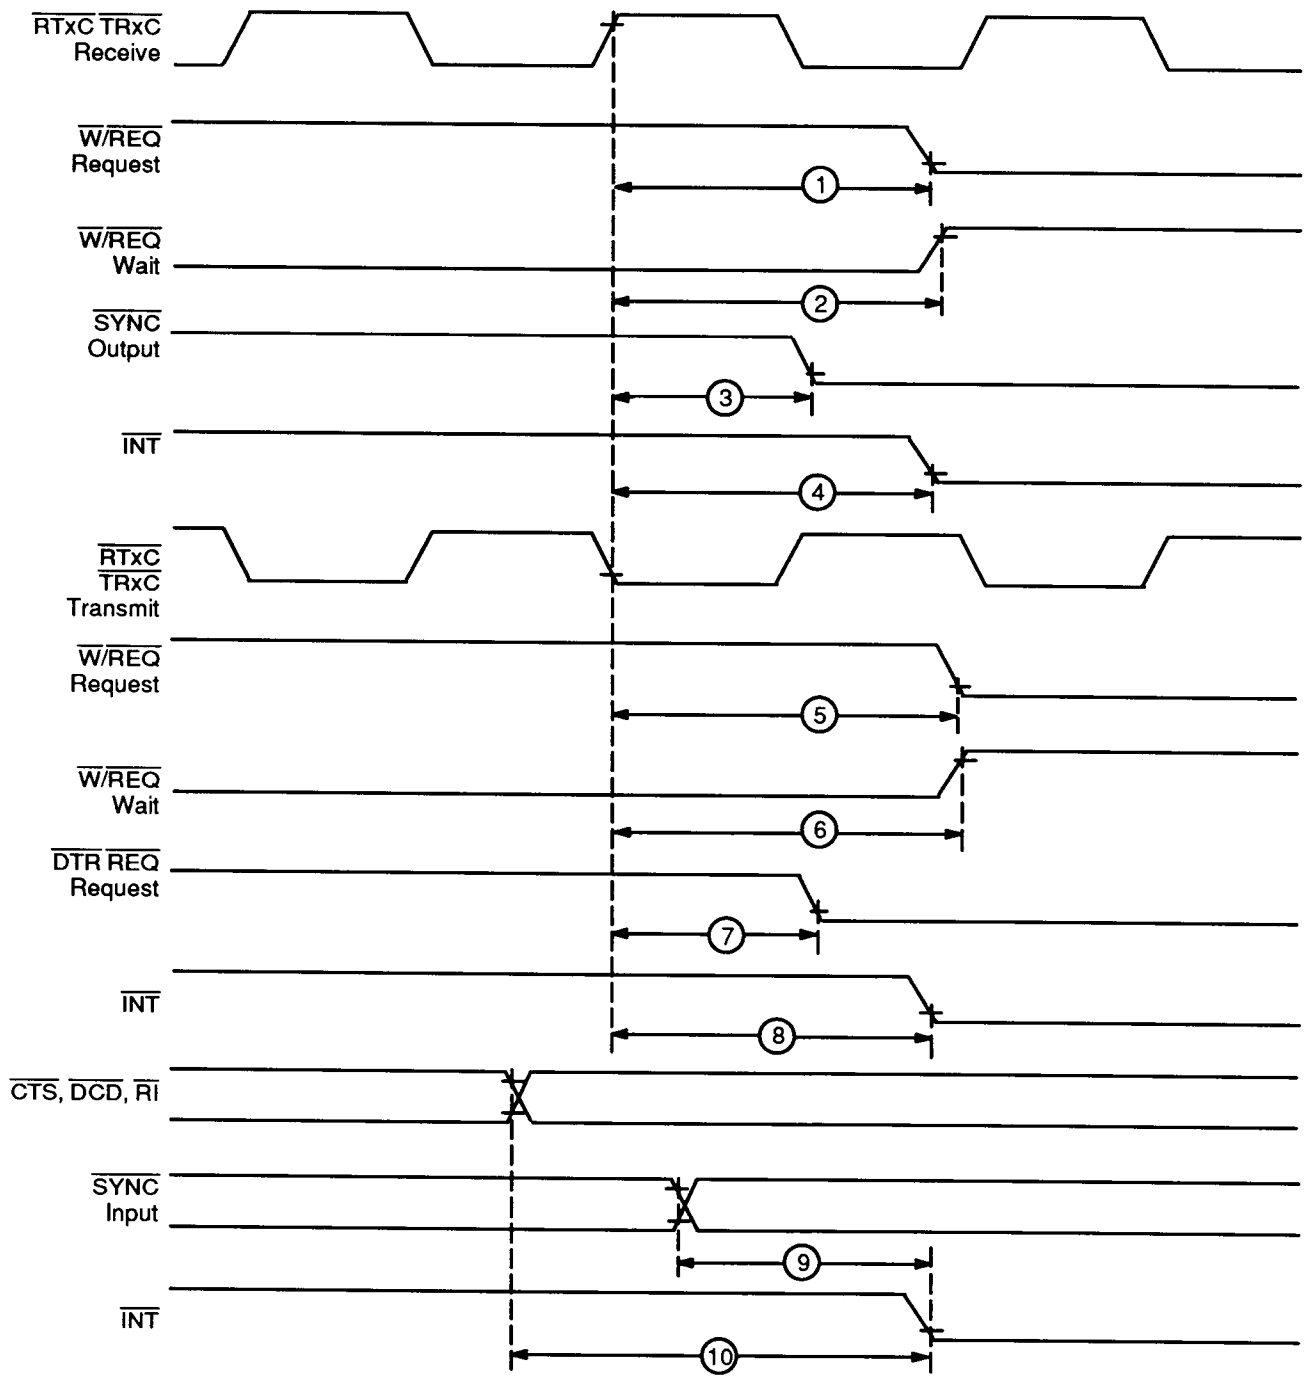 RTxC TRxC
Receive
W/REQ
Request
1
W/REQ
Wait
2
SYNC
Output
3
INT
4
RTxC
TRxC
Transmit
W/REQ
Request
5
W/REQ
Wait
6
DTR REQ
Request
7
INT
8
CTS, DCD, RI
SYNC
Input
9
INT
10